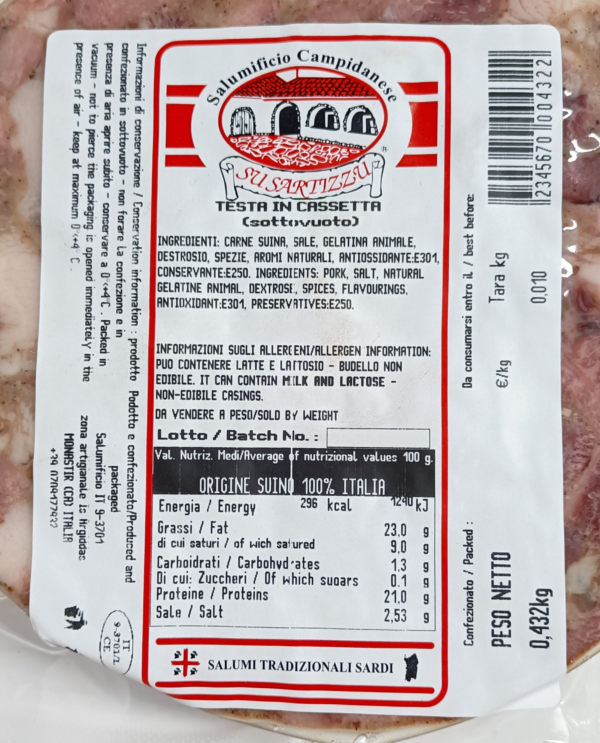 Salumificio Campidanese
SU SARTIZZU
TESTA IN CASSETTA
(sottovuoto)
INGREDIENTI: CARNE SUINA, SALE, GELATINA ANIMALE,
DESTROSIO, SPEZIE, AROMI NATURALI, ANTIOSSIDANTE:E301,
CONSERVANTE:E250. INGREDIENTS: PORK, SALT, NATURAL
GELATINE ANIMAL, DEXTROSE, SPICES, FLAVOURINGS,
ANTIOXIDANT:E301, PRESERVATIVES:E250.
INFORMAZIONI SUGLI ALLERGENI/ALLERGEN INFORMATION:
PUO CONTENERE LATTE E LATTOSIO - BUDELLO NON
EDIBILE. IT CAN CONTAIN MILK AND LACTOSE -
NON-EDIBLE CASINGS.
DA VENDERE A PESO/SOLD BY WEIGHT
Lotto / Batch No. :
Val. Nutriz. Medi/Average of nutrizional values 100 g.
ORIGINE SUINO 100% ITALIA
Energia / Energy 296 kcal 1240 kJ
Grassi / Fat 23,0 g
di cui saturi / of wich satured 9,0 g
Carboidrati / Carbohydrates 1,3 g
Di cui: Zuccheri / Of which sugars 0.1 g
Proteine / Proteins 21,0 g
Sale / Salt 2,53 g
SALUMI TRADIZIONALI SARDI
Informazioni di conservazione / Conservation information : prodotto
confezionato in sottovuoto - non forare la confezione e in
presenza di aria aprire subito - conservare a 0°<+4°C . Packed in
vacuum - not to pierce the packaging is opened immediately in the
presence of air - keep at maximum 0°<+4° C .
Podotto e confezionato/Produced and
packaged
Salumificio IT 9-3701
zona artigianale is Argiddas
MONASTIR (CA) ITALIA
IT
9-3701/L
CE
2345670004322
Da consumarsi entro il / best before:
Tara kg
0,010
€/kg
Confezionato / Packed :
PESO NETTO
0,432kg